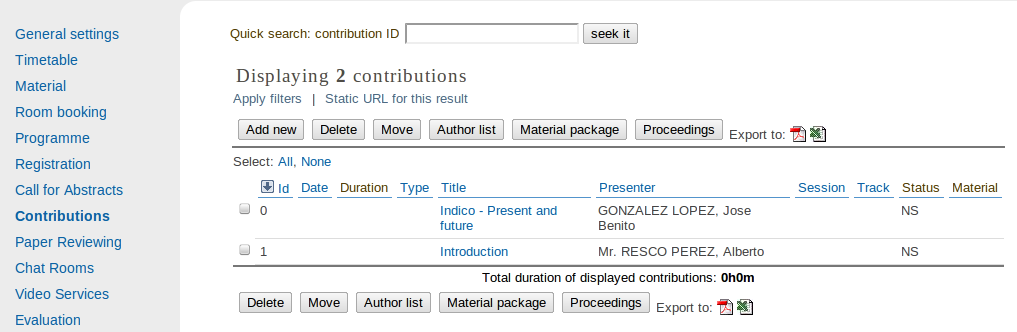 General settings
Timetable
Material
Room booking
Programme
Registration
Call for Abstracts
Contributions
Paper Reviewing
Chat Rooms
Video Services
Evaluation
Quick search: contribution ID seek it
Displaying 2 contributions
Apply filters | Static URL for this result
Add new Delete Move Author list Material package Proceedings Export to:
Select: All, None
Id Date Duration Type Title Presenter Session Track Status Material
0 Indico - Present and GONZALEZ LOPEZ, Jose NS
future Benito
1 Introduction Mr. RESCO PEREZ, Alberto NS
Total duration of displayed contributions: 0h0m
Delete Move Author list Material package Proceedings Export to: